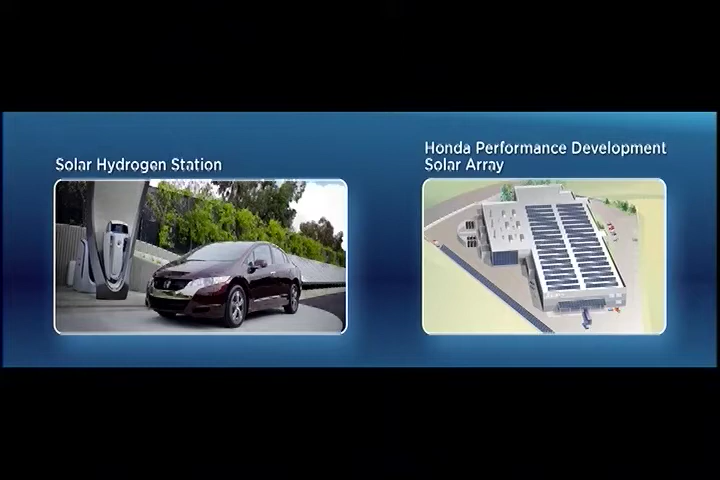 Solar Hydrogen Station
Honda Performance Development
Solar Array